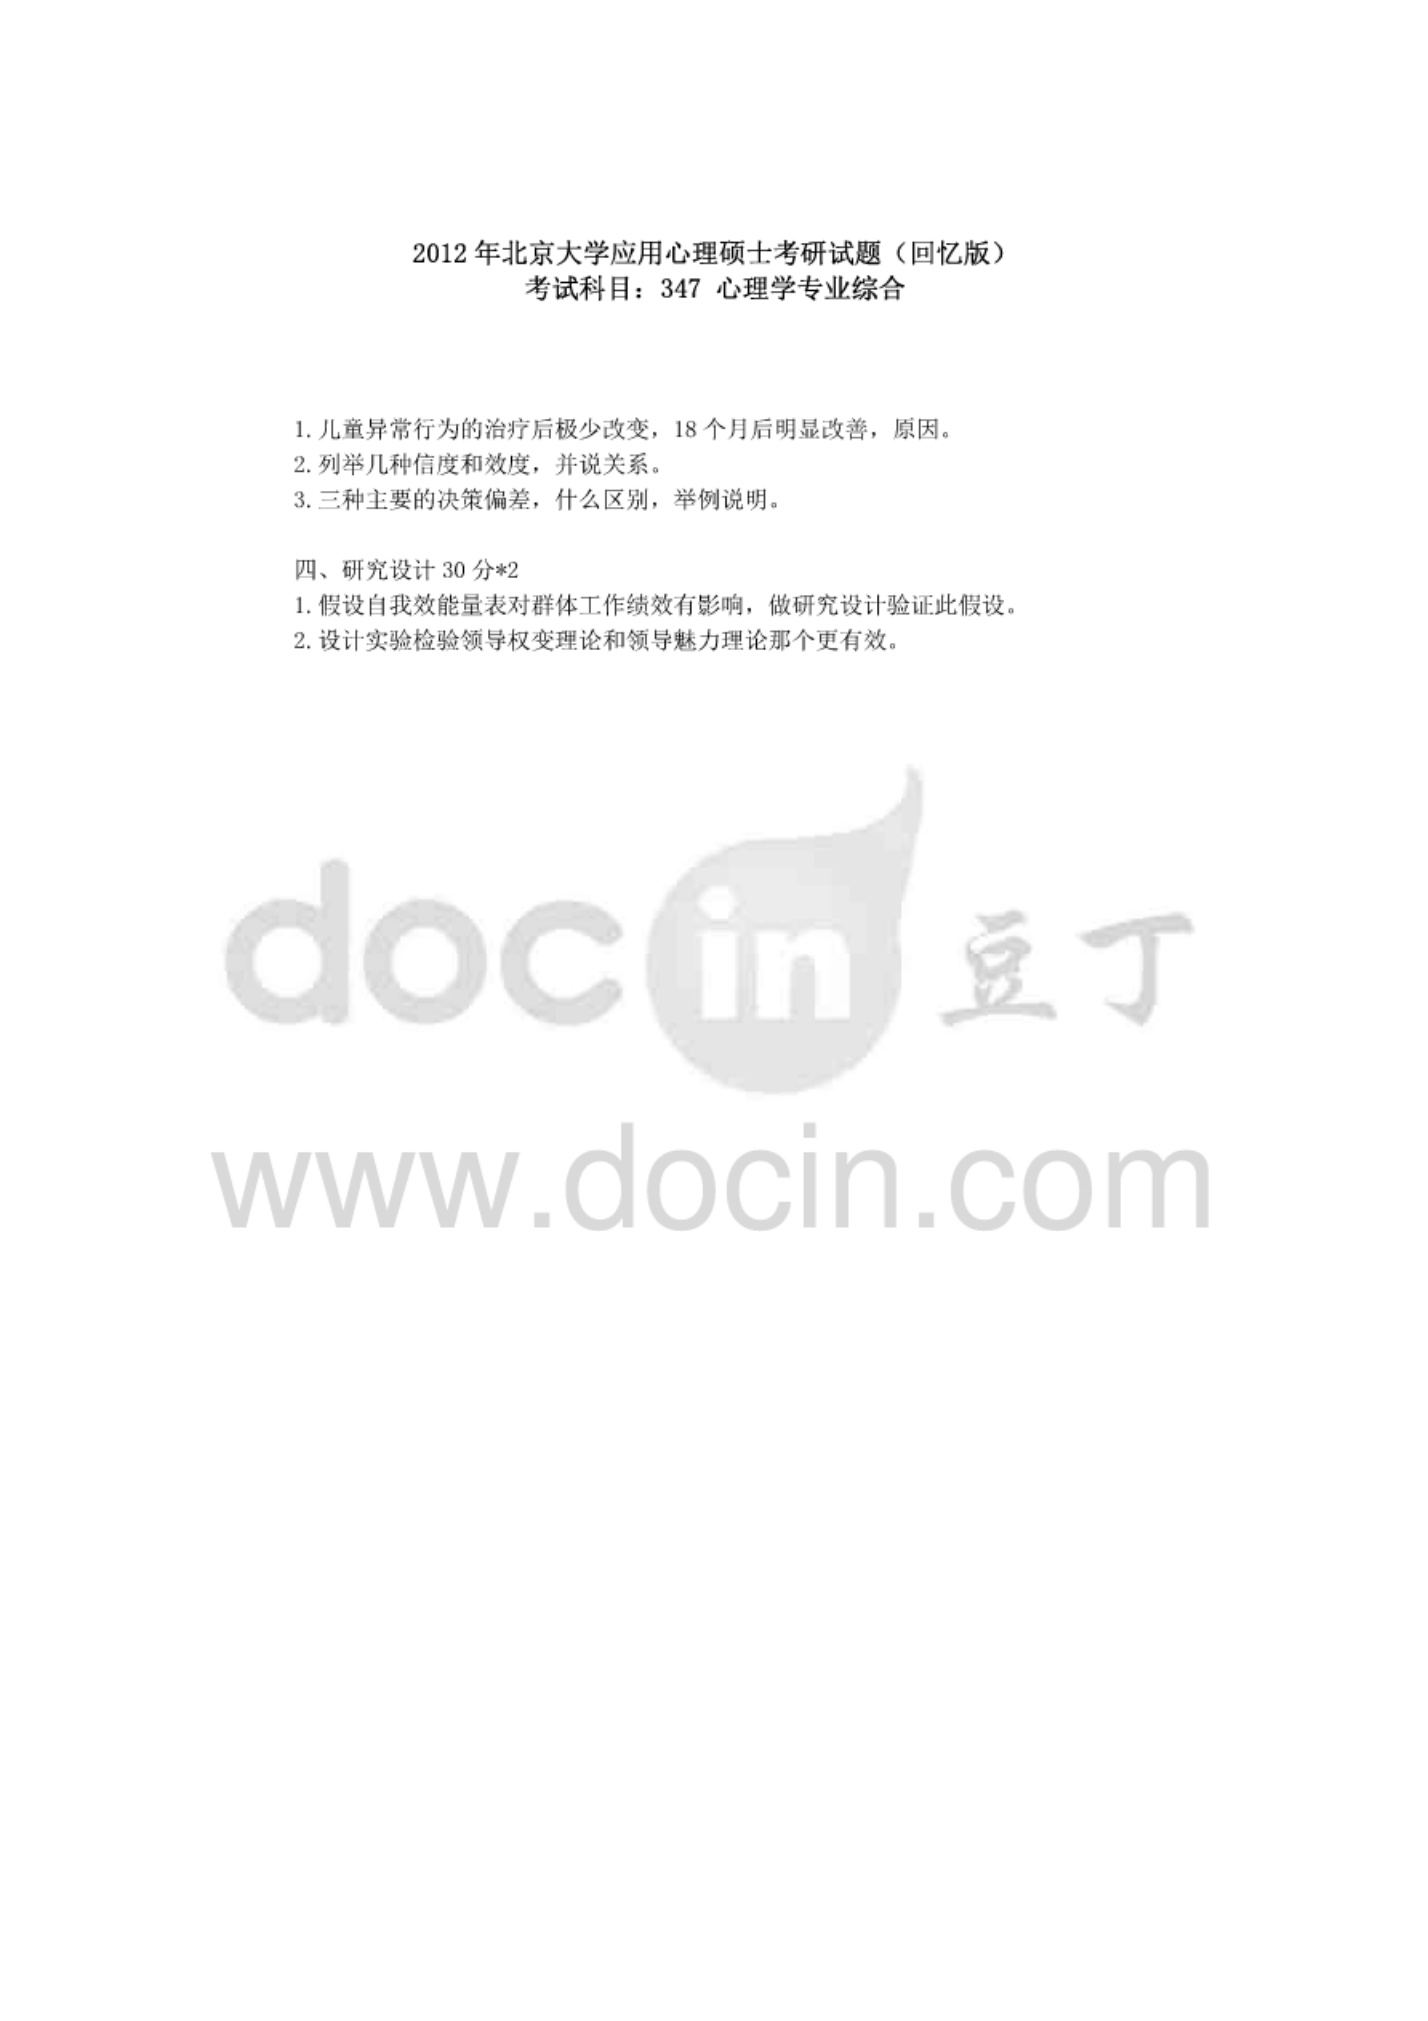 2012 年北京大学应用心理硕士考研试题（回忆版）
考试科目：347 心理学专业综合
1. 儿童异常行为的治疗后极少改变，18 个月后明显改善，原因。
2. 列举几种信度和效度，并说关系。
3. 三种主要的决策偏差，什么区别，举例说明。
四、研究设计 30 分*2
1. 假设自我效能量表对群体工作绩效有影响，做研究设计验证此假设。
2. 设计实验检验领导权变理论和领导魅力理论那个更有效。
docin 豆丁
www.docin.com